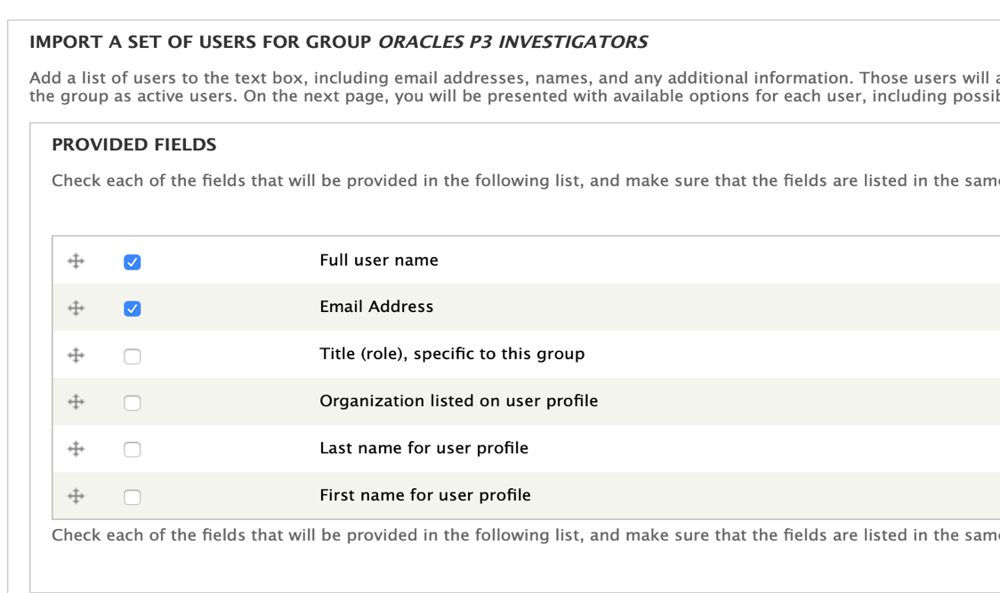 IMPORT A SET OF USERS FOR GROUP ORACLES P3 INVESTIGATORS
Add a list of users to the text box, including email addresses, names, and any additional information. Those users will
the group as active users. On the next page, you will be presented with available options for each user, including
PROVIDED FIELDS
Check each of the fields that will be provided in the following list, and make sure that the fields are listed in the
Full user name
Email Address
Title (role), specific to this group
Organization listed on user profile
Last name for user profile
First name for user profile
Check each of the fields that will be provided in the following list, and make sure that the fields are listed in the